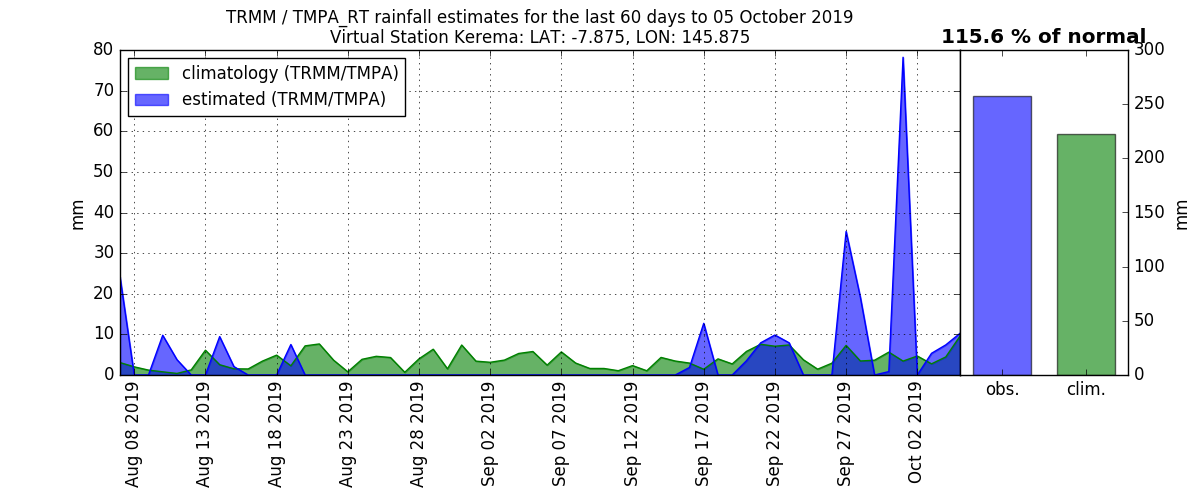 TRMM / TMPA_RT rainfall estimates for the last 60 days to 05 October 2019
Virtual Station Kerema: LAT: -7.875, LON: 145.875
115.6 % of normal
climatology (TRMM/TMPA)
estimated (TRMM/TMPA)
80
70
60
50
40
30
20
10
0
mm
Aug 08 2019
Aug 13 2019
Aug 18 2019
Aug 23 2019
Aug 28 2019
Sep 02 2019
Sep 07 2019
Sep 12 2019
Sep 17 2019
Sep 22 2019
Sep 27 2019
Oct 02 2019
300
250
200
150
100
50
0
mm
obs.
clim.